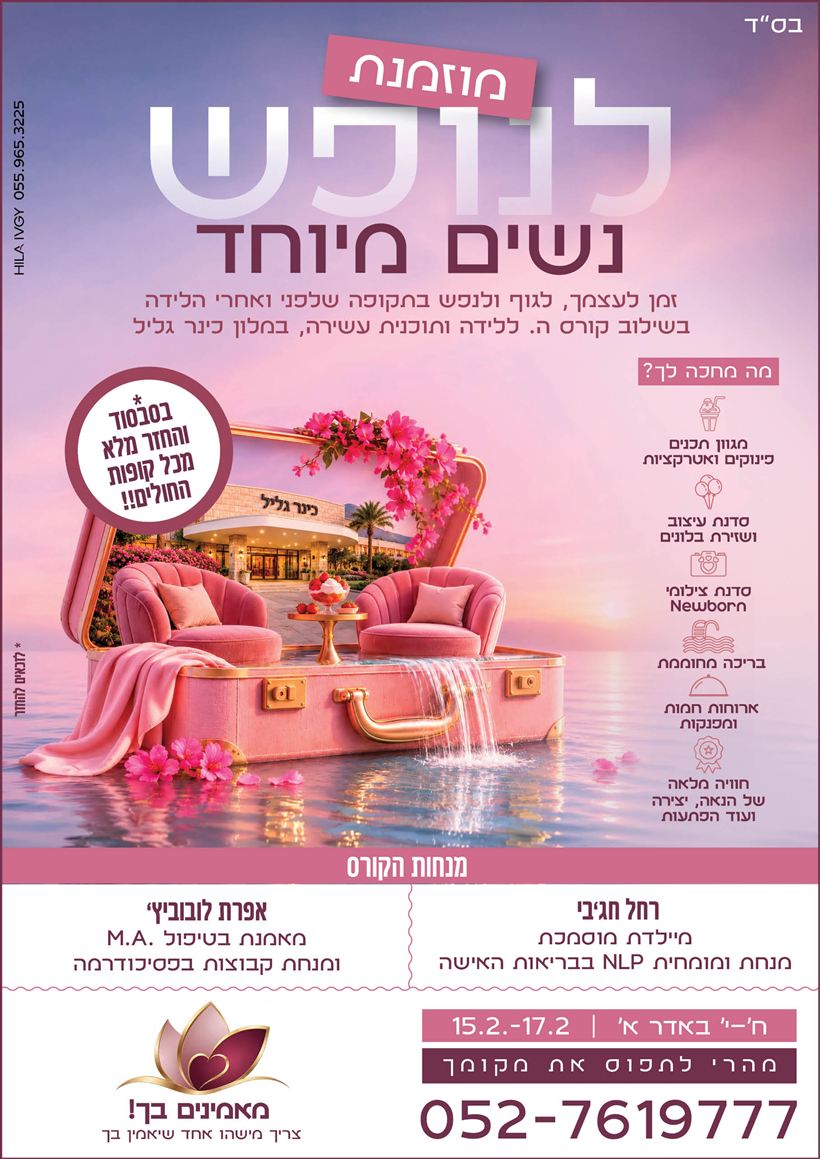 בס"ד
מוזמנת
לנופש
נשים מיוחד
זמן לעצמך, לגוף ולנפש בתקופה שלפני ואחרי הלידה
בשילוב קורס ה. ללידה ותוכנית עשירה, במלון כינר גליל
HILA IVGY 055.965.3225
מה מחכה לך?
מגוון תכנים
פינוקים ואטרקציות
סדנת עיצוב
ושזירת בלונים
סדנת צילומי
Newborn
בריכה מחוממת
ארוחות חמות
ומפנקות
חוויה מלאה
של הנאה, יצירה
ועוד הפתעות
בסבסוד*
והחזר מלא
מכל קופות
החולים!!
כינר גליל
* לזכאים להחזר
מנחות הקורס
רחל חג'בי
מיילדת מוסמכת
מנחת ומומחית NLP בבריאות האישה
אפרת לובוביץ'
מאמנת בטיפול M.A.
ומנחת קבוצות בפסיכודרמה
ח'-י' באדר א' | 15.2.-17.2
מהרי לתפוס את מקומך
052-7619777
מאמינים בך!
צריך מישהו אחד שיאמין בך